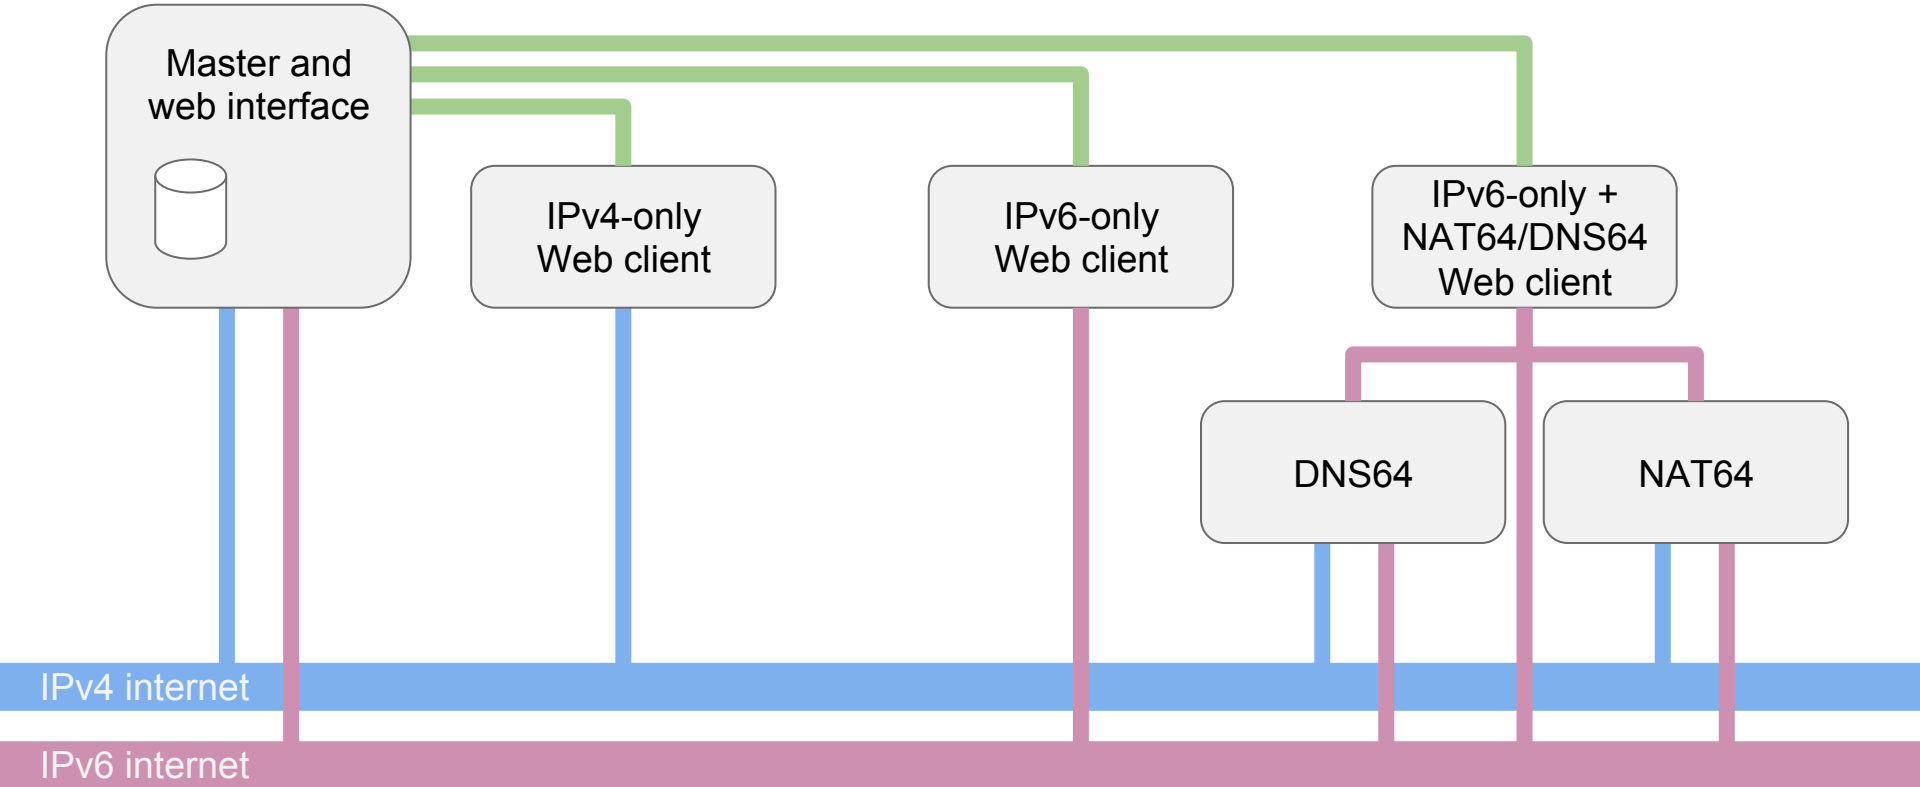 Master and
web interface
IPv4-only
Web client
IPv6-only
Web client
IPv6-only +
NAT64/DNS64
Web client
DNS64
NAT64
IPv4 internet
IPv6 internet